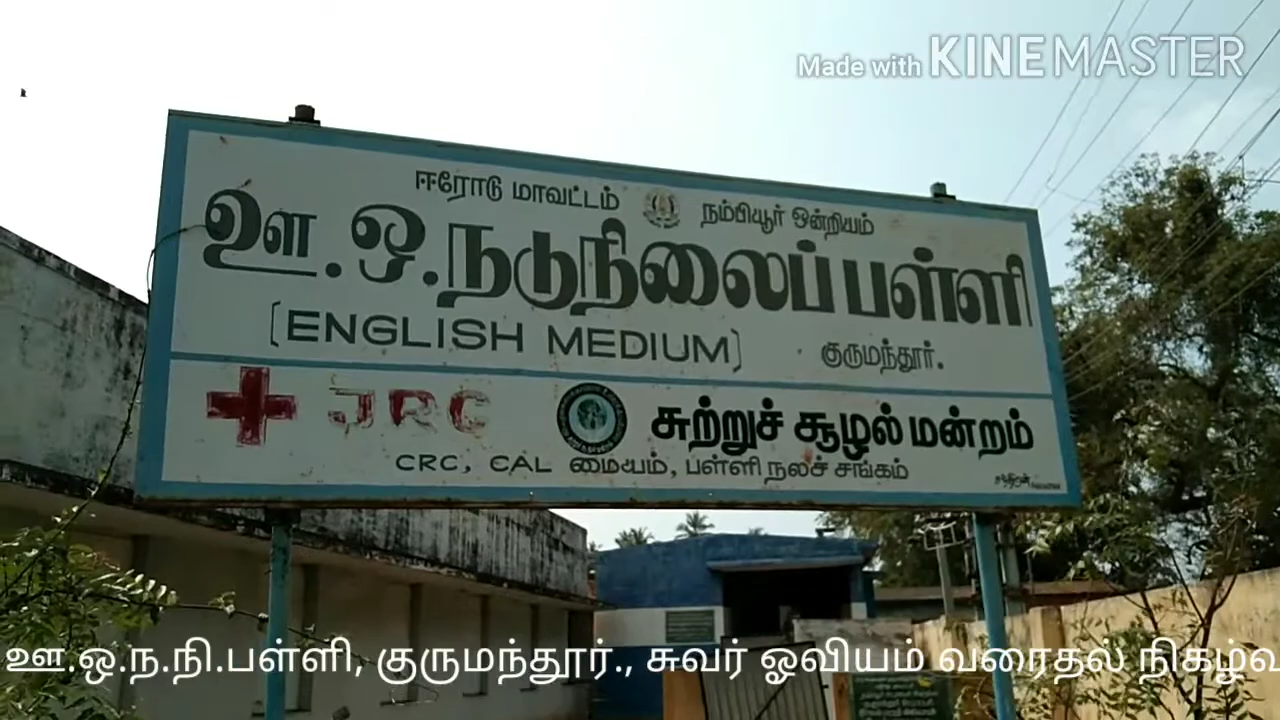 Made with KINEMASTER
ஈரோடு மாவட்டம் நம்பியூர் ஒன்றியம்
ஊ.ஒ.நடுநிலைப் பள்ளி
[ENGLISH MEDIUM] குருமந்தூர்.
JRC சுற்றுச் சூழல் மன்றம்
CRC, CAL மையம், பள்ளி நலச் சங்கம்
ஊ.ஒ.ந.நி.பள்ளி, குருமந்தூர்., சுவர் ஓவியம் வரைதல் நிகழ்வ